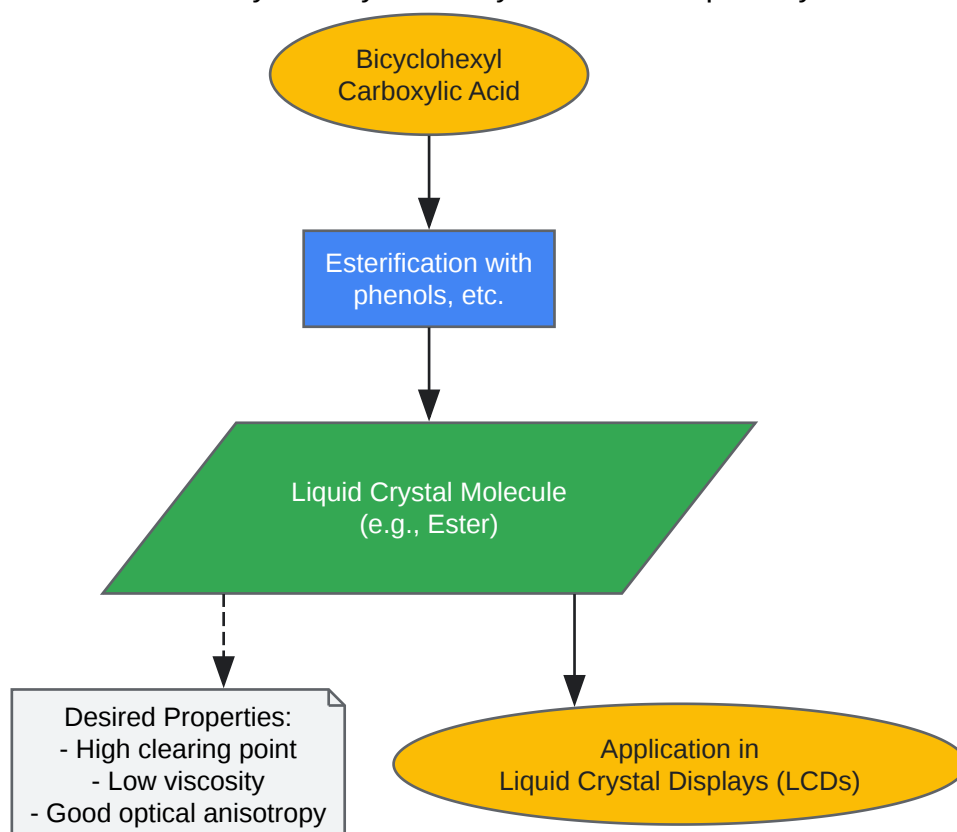 Bicyclohexyl
Carboxylic Acid
Esterification with
phenols, etc.
Liquid Crystal Molecule
(e.g., Ester)
Desired Properties:
- High clearing point
- Low viscosity
- Good optical anisotropy
Application in
Liquid Crystal Displays (LCDs)